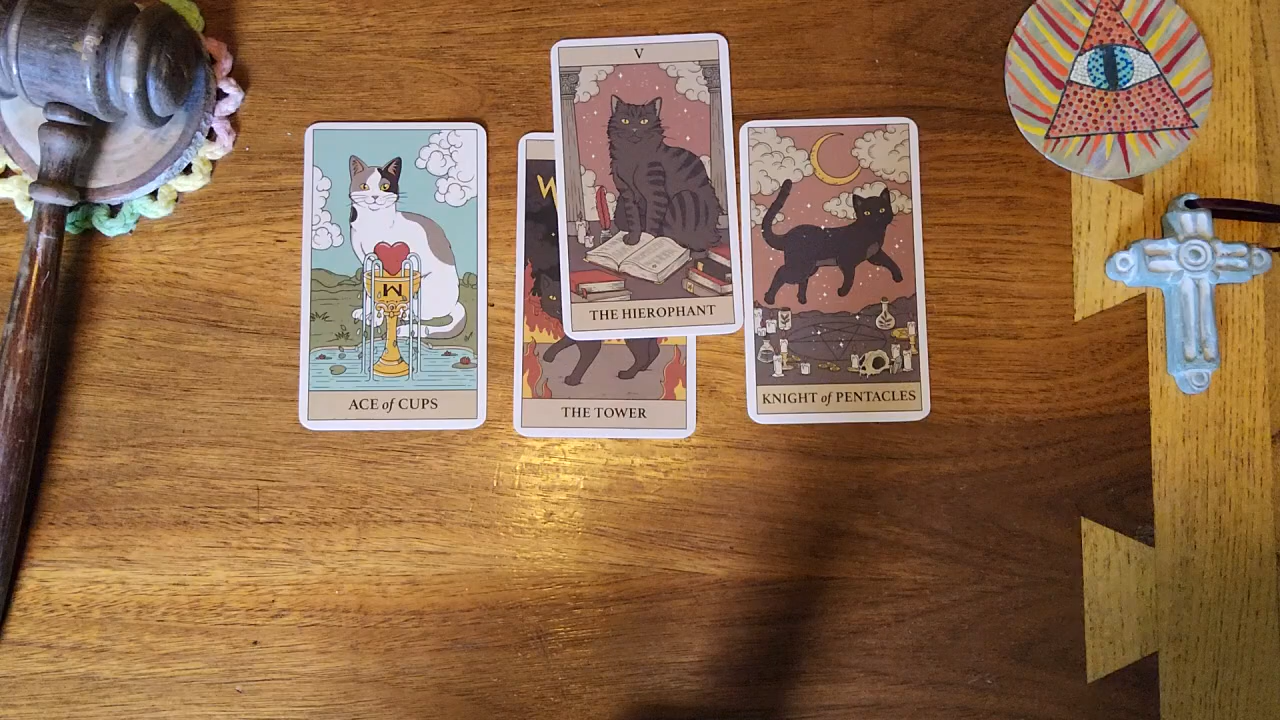 ACE of CUPS
V
THE HIEROPHANT
THE TOWER
KNIGHT of PENTACLES